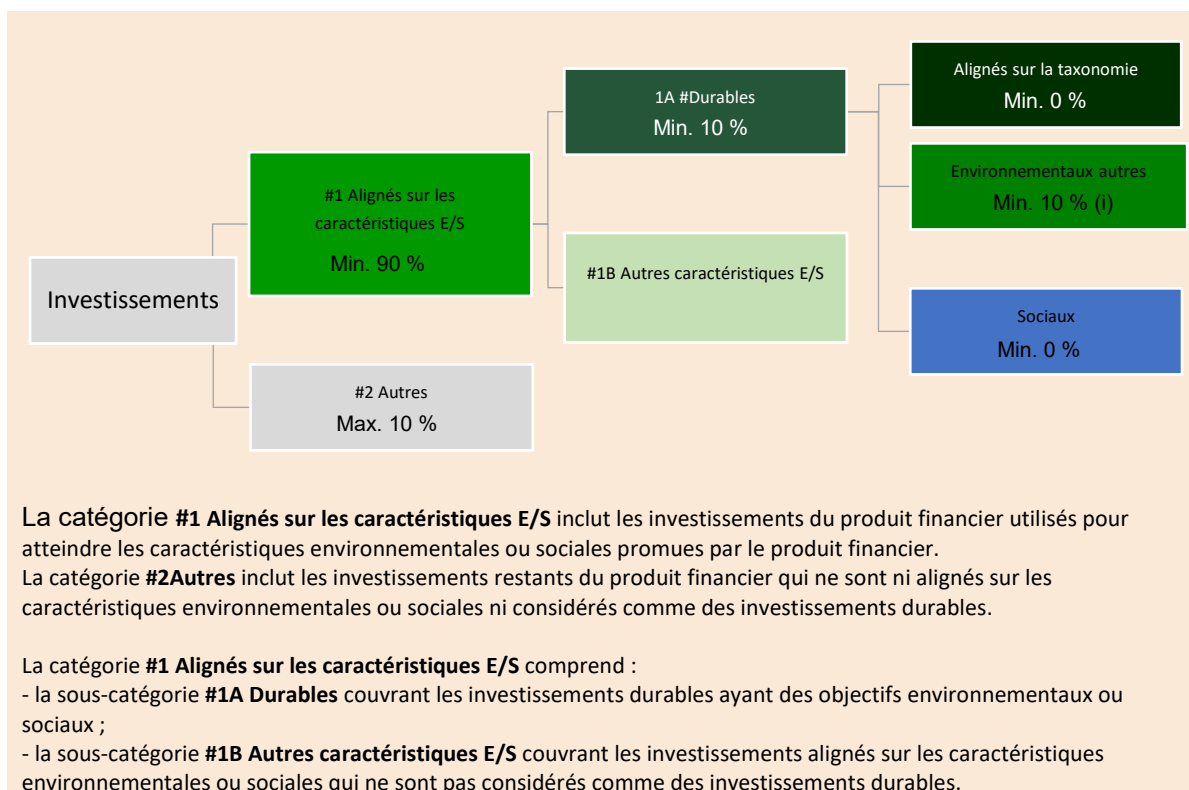 Investissements
#1 Alignés sur les
caractéristiques E/S
Min. 90 %
#2 Autres
Max. 10 %
1A #Durables
Min. 10 %
#1B Autres caractéristiques E/S
Alignés sur la taxonomie
Min. 0 %
Environnementaux autres
Min. 10 % (i)
Sociaux
Min. 0 %
La catégorie #1 Alignés sur les caractéristiques E/S inclut les investissements du produit financier utilisés pour
atteindre les caractéristiques environnementales ou sociales promues par le produit financier.
La catégorie #2Autres inclut les investissements restants du produit financier qui ne sont ni alignés sur les
caractéristiques environnementales ou sociales ni considérés comme des investissements durables.
La catégorie #1 Alignés sur les caractéristiques E/S comprend :
- la sous-catégorie #1A Durables couvrant les investissements durables ayant des objectifs environnementaux ou
sociaux ;
- la sous-catégorie #1B Autres caractéristiques E/S couvrant les investissements alignés sur les caractéristiques
environnementales ou sociales qui ne sont pas considérés comme des investissements durables.